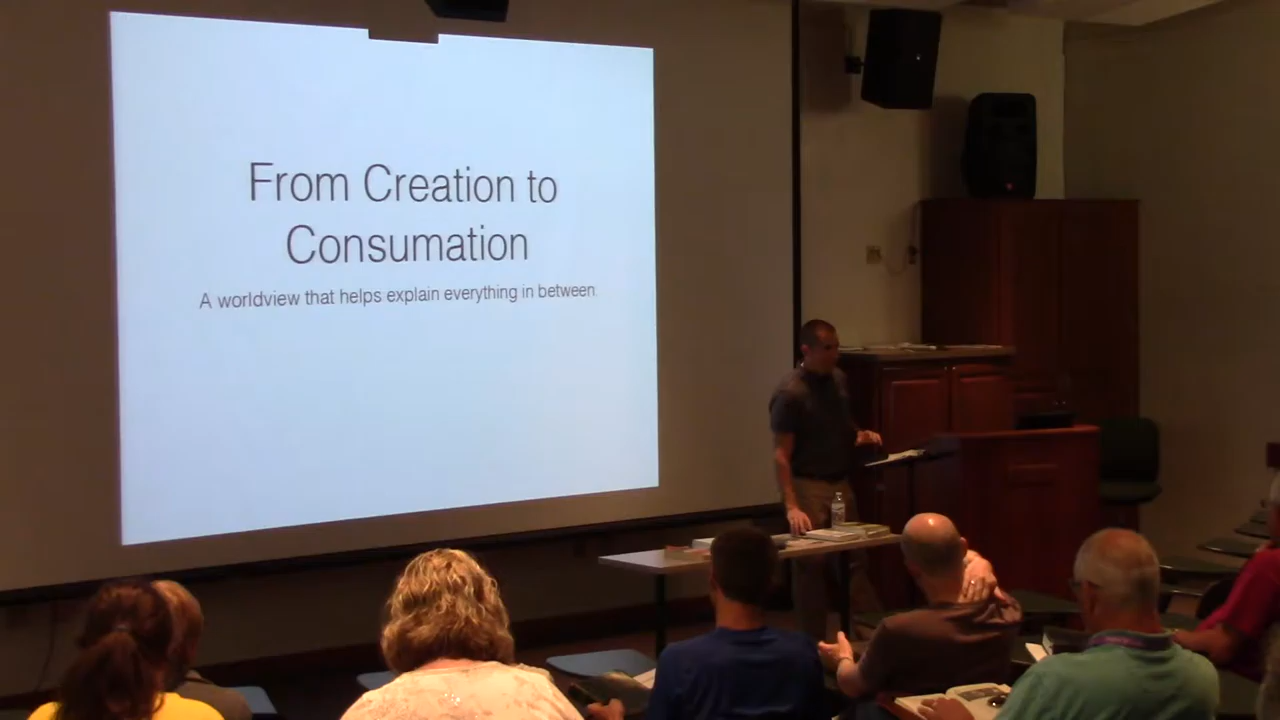 From Creation to
Consumation
A worldview that helps explain everything in between